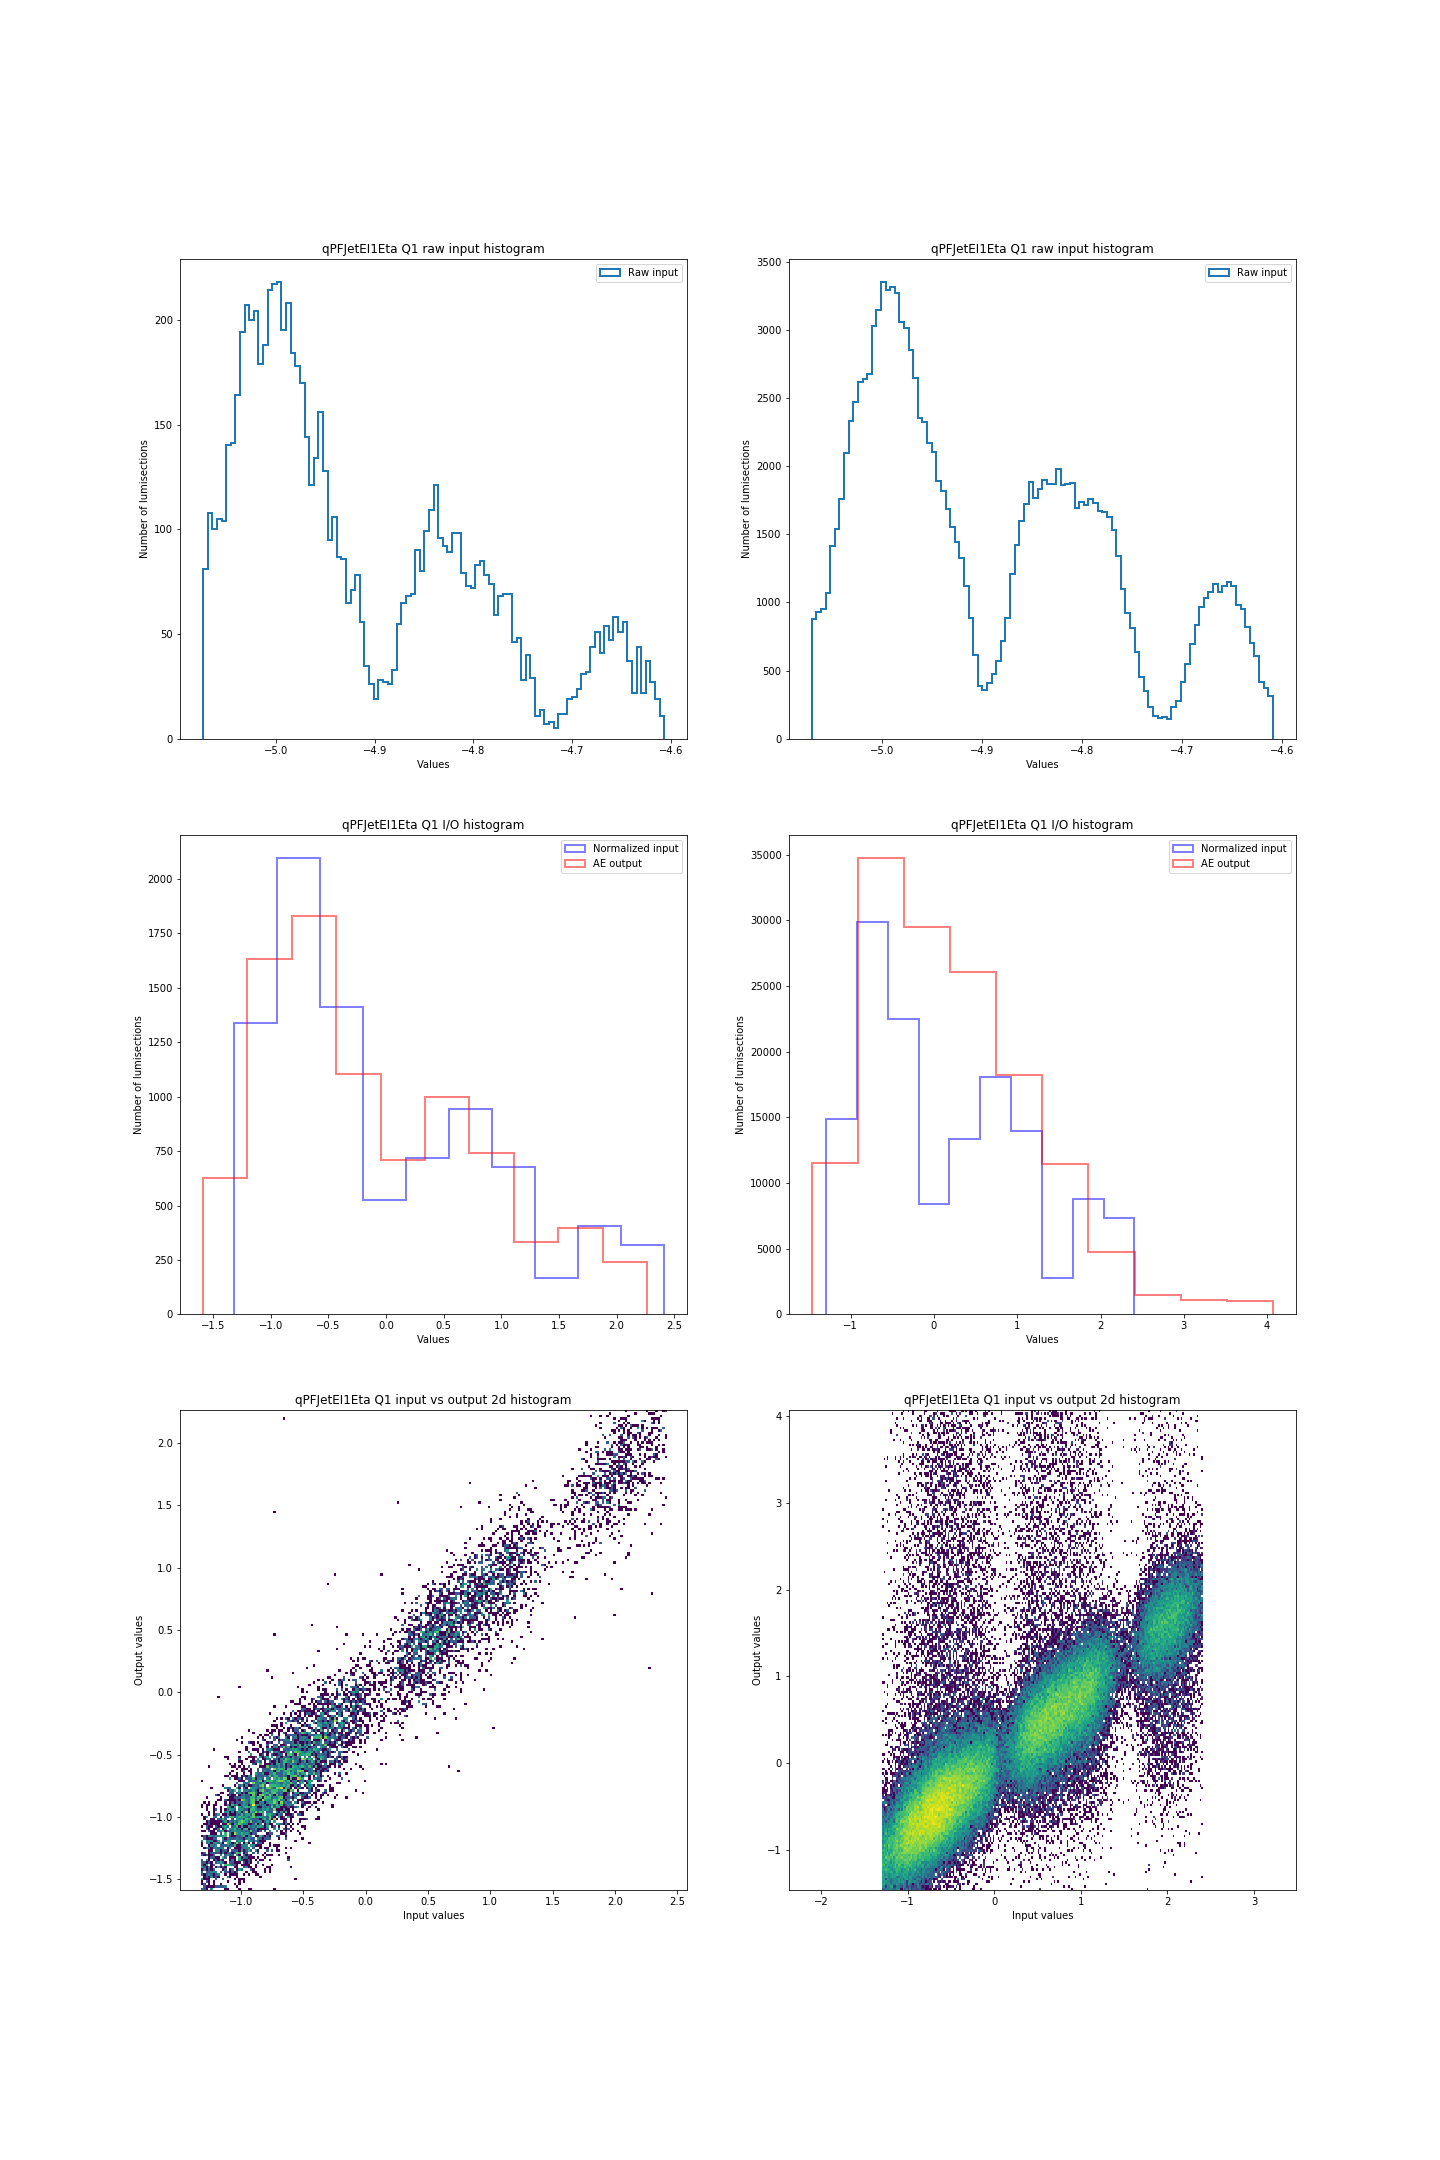 qPFJetEI1Eta Q1 raw input histogram
Raw input
200
150
100
50
0
−5.0 −4.9 −4.8 −4.7 −4.6
Number of lumisections
Values
qPFJetEI1Eta Q1 raw input histogram
Raw input
3500
3000
2500
2000
1500
1000
500
0
−5.0 −4.9 −4.8 −4.7 −4.6
Number of lumisections
Values
qPFJetEI1Eta Q1 I/O histogram
Normalized input
AE output
2000
1750
1500
1250
1000
750
500
250
0
−1.5 −1.0 −0.5 0.0 0.5 1.0 1.5 2.0 2.5
Number of lumisections
Values
qPFJetEI1Eta Q1 I/O histogram
Normalized input
AE output
35000
30000
25000
20000
15000
10000
5000
0
−1 0 1 2 3 4
Number of lumisections
Values
qPFJetEI1Eta Q1 input vs output 2d histogram
2.0
1.5
1.0
0.5
0.0
−0.5
−1.0
−1.5
−1.0 −0.5 0.0 0.5 1.0 1.5 2.0 2.5
Output values
Input values
qPFJetEI1Eta Q1 input vs output 2d histogram
4
3
2
1
0
−1
−2 −1 0 1 2 3
Output values
Input values